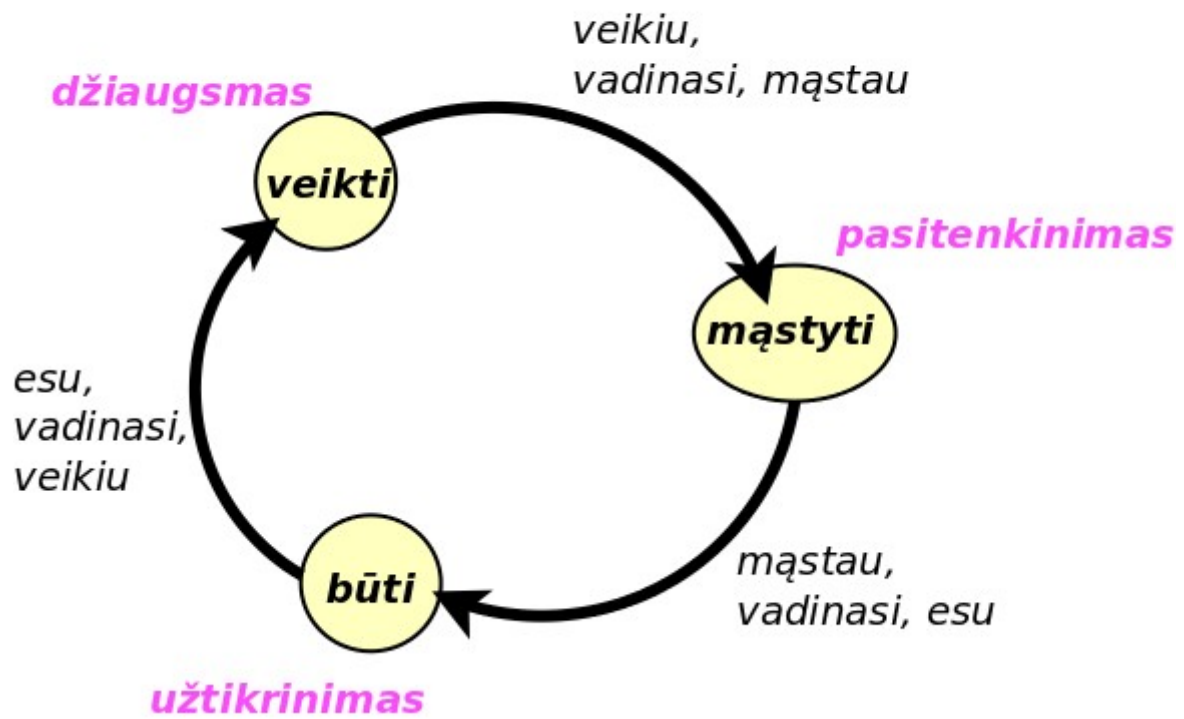 veikiu,
vadinasi, mąstau
džiaugsmas
veikti
pasitenkinimas
mąstyti
esu,
vadinasi,
veikiu
mąstau,
vadinasi, esu
būti
užtikrinimas